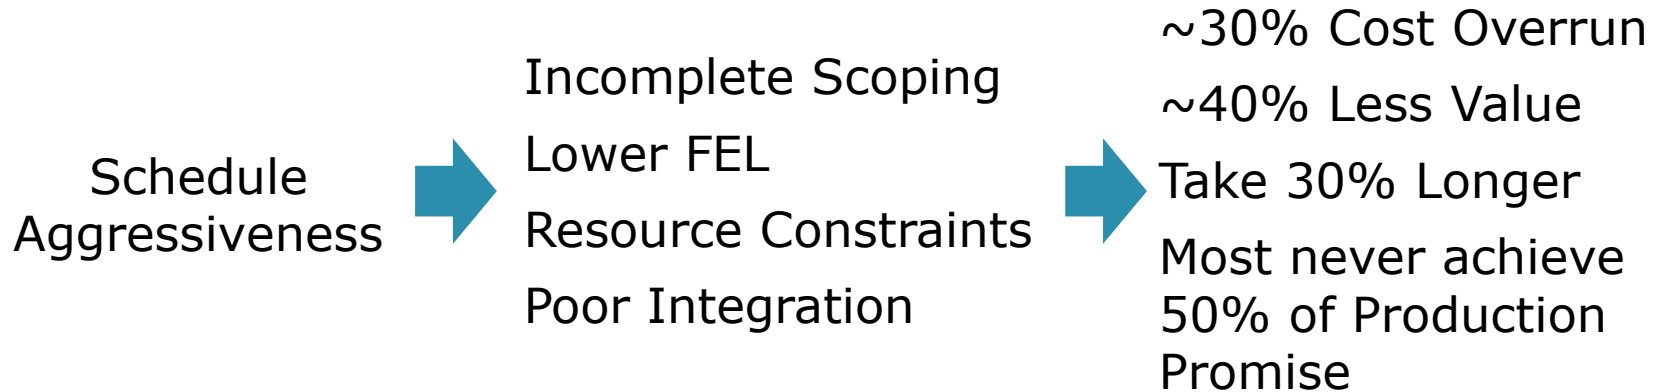 Schedule
Aggressiveness
Incomplete Scoping
Lower FEL
Resource Constraints
Poor Integration
~30% Cost Overrun
~40% Less Value
Take 30% Longer
Most never achieve
50% of Production
Promise